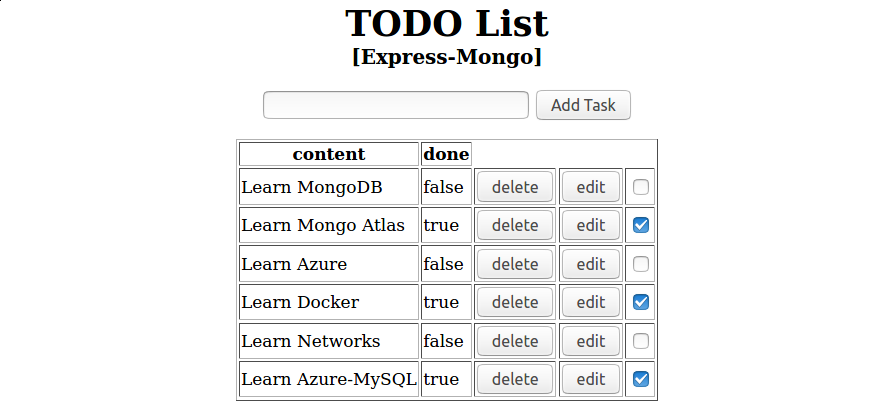 TODO List
[Express-Mongo]
Add Task
content done
Learn MongoDB false delete edit
Learn Mongo Atlas true delete edit
Learn Azure false delete edit
Learn Docker true delete edit
Learn Networks false delete edit
Learn Azure-MySQL true delete edit